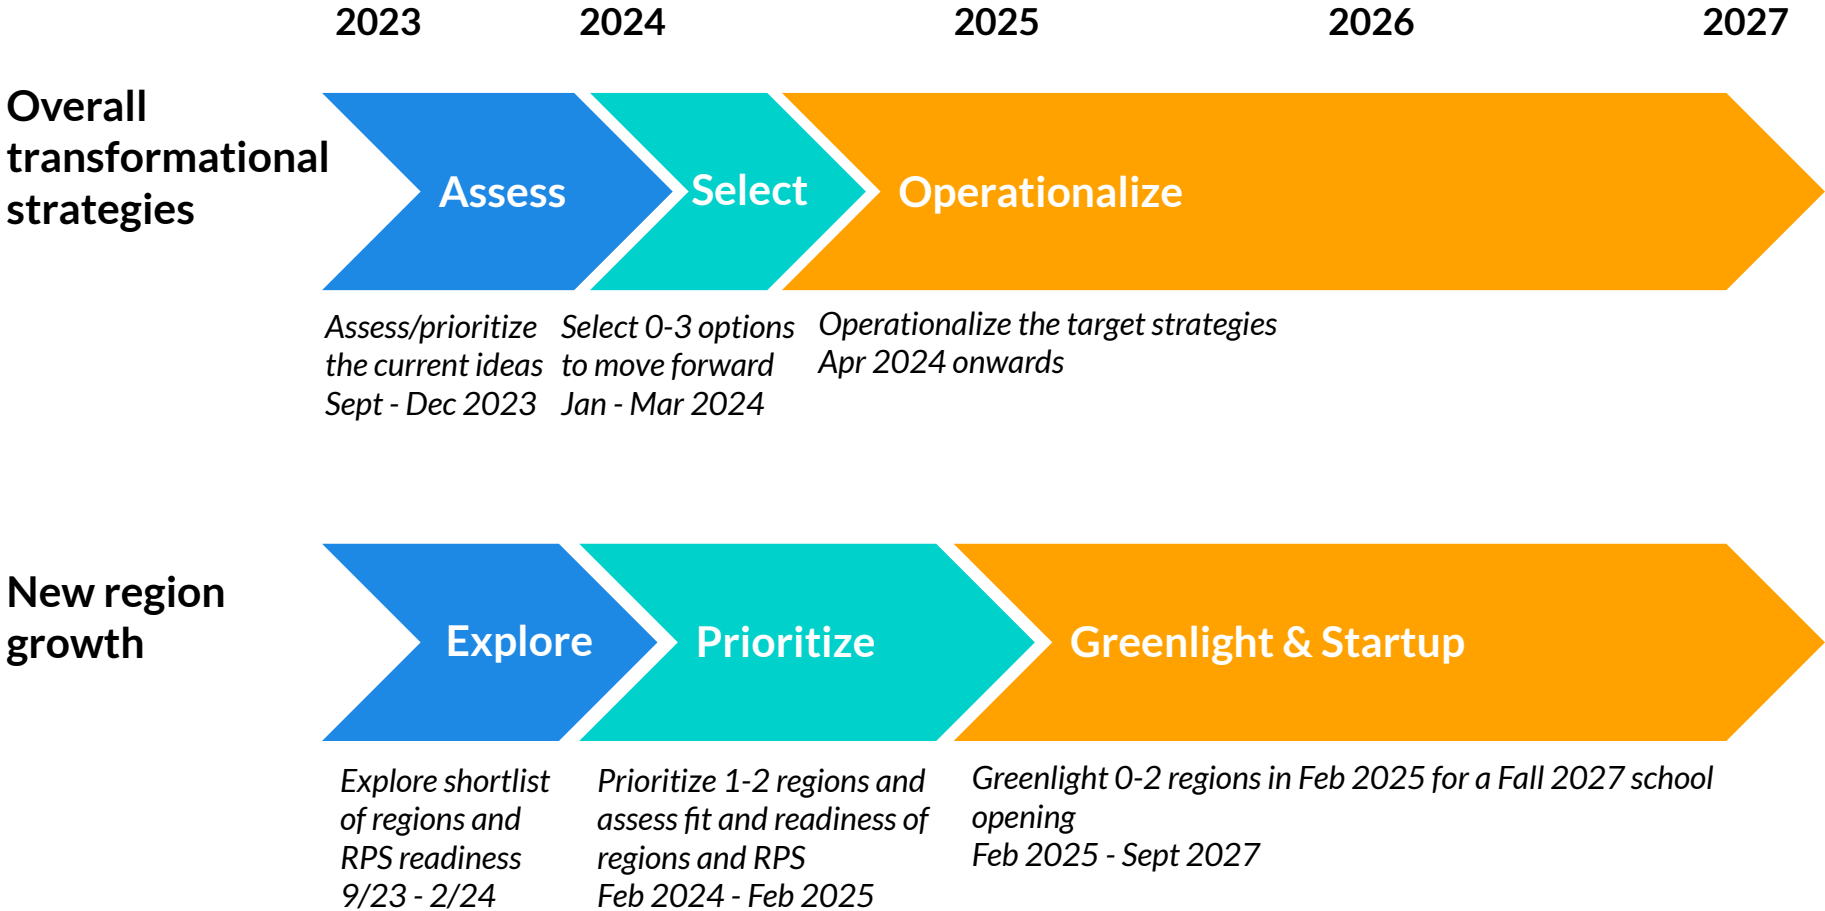 2023 2024 2025 2026 2027
Overall
transformational
strategies
Assess
Select
Operationalize
Assess/prioritize
the current ideas
Sept - Dec 2023
Select 0-3 options
to move forward
Jan - Mar 2024
Operationalize the target strategies
Apr 2024 onwards
New region
growth
Explore
Prioritize
Greenlight & Startup
Explore shortlist
of regions and
RPS readiness
9/23 - 2/24
Prioritize 1-2 regions and
assess fit and readiness of
regions and RPS
Feb 2024 - Feb 2025
Greenlight 0-2 regions in Feb 2025 for a Fall 2027 school
opening
Feb 2025 - Sept 2027